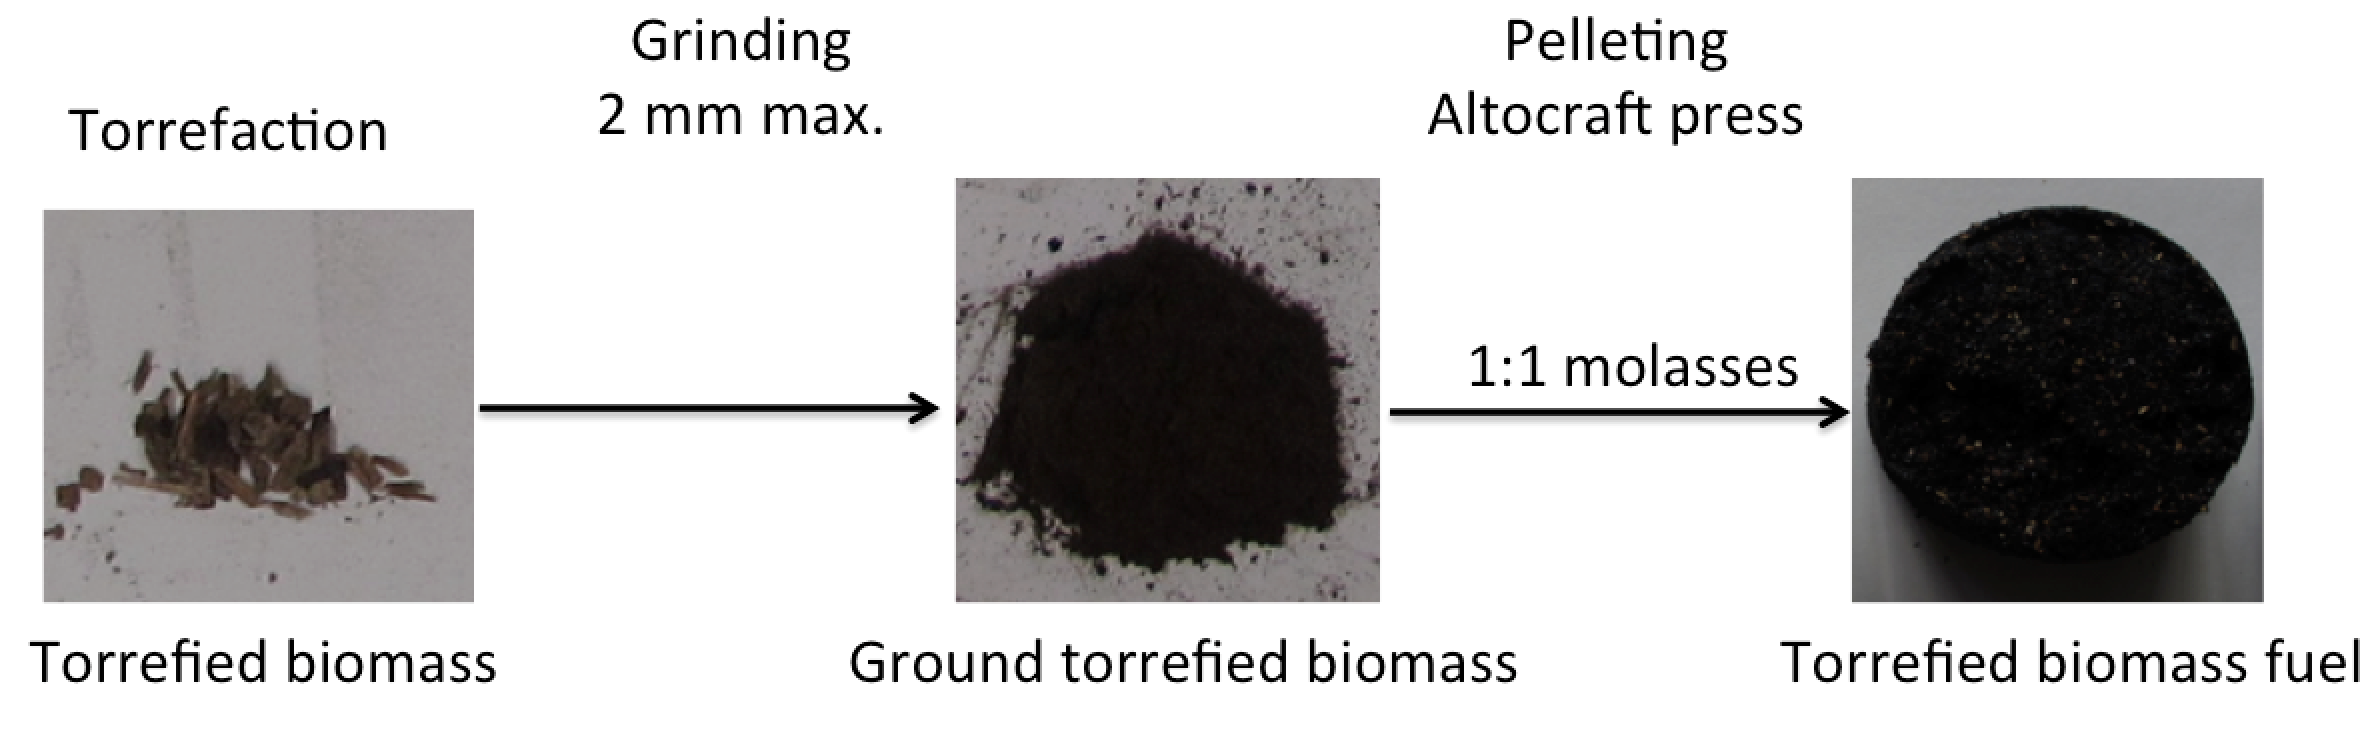 Torrefaction
Grinding
2 mm max.
Pelleting
Altocraft press
1:1 molasses
Torrefied biomass
Ground torrefied biomass
Torrefied biomass fuel